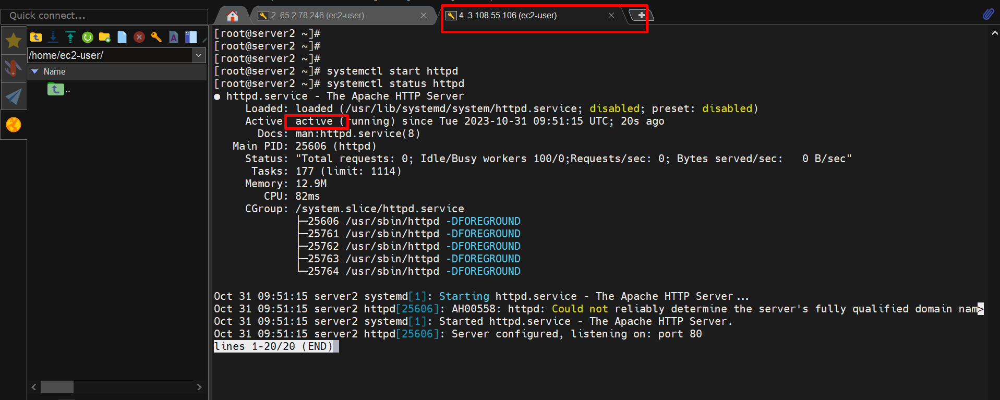 Quick connect...
2. 65.2.78.246 (ec2-user)
4. 3.108.55.106 (ec2-user)
/home/ec2-user/
Name
..
[root@server2 ~]#
[root@server2 ~]#
[root@server2 ~]#
[root@server2 ~]# systemctl start httpd
[root@server2 ~]# systemctl status httpd
● httpd.service - The Apache HTTP Server
Loaded: loaded (/usr/lib/systemd/system/httpd.service; disabled; preset: disabled)
Active active (running) since Tue 2023-10-31 09:51:15 UTC; 20s ago
Docs: man:httpd.service(8)
Main PID: 25606 (httpd)
Status: "Total requests: 0; Idle/Busy workers 100/0;Requests/sec: 0; Bytes served/sec:   0 B/sec"
Tasks: 177 (limit: 1114)
Memory: 12.9M
CPU: 82ms
CGroup: /system.slice/httpd.service
├─25606 /usr/sbin/httpd -DFOREGROUND
├─25761 /usr/sbin/httpd -DFOREGROUND
├─25762 /usr/sbin/httpd -DFOREGROUND
├─25763 /usr/sbin/httpd -DFOREGROUND
└─25764 /usr/sbin/httpd -DFOREGROUND
Oct 31 09:51:15 server2 systemd[1]: Starting httpd.service - The Apache HTTP Server...
Oct 31 09:51:15 server2 httpd[25606]: AH00558: httpd: Could not reliably determine the server's fully qualified domain nam>
Oct 31 09:51:15 server2 systemd[1]: Started httpd.service - The Apache HTTP Server.
Oct 31 09:51:15 server2 httpd[25606]: Server configured, listening on: port 80
lines 1-20/20 (END)